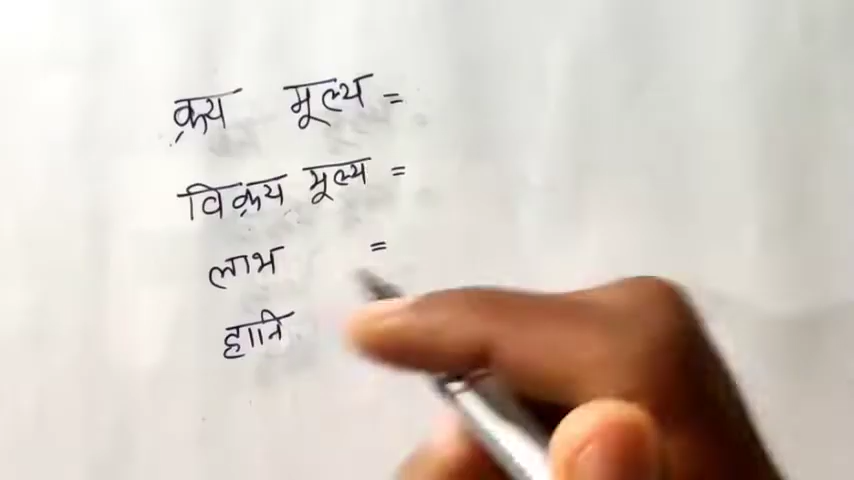 क्रय मूल्य =
विक्रय मूल्य =
लाभ =
हानि